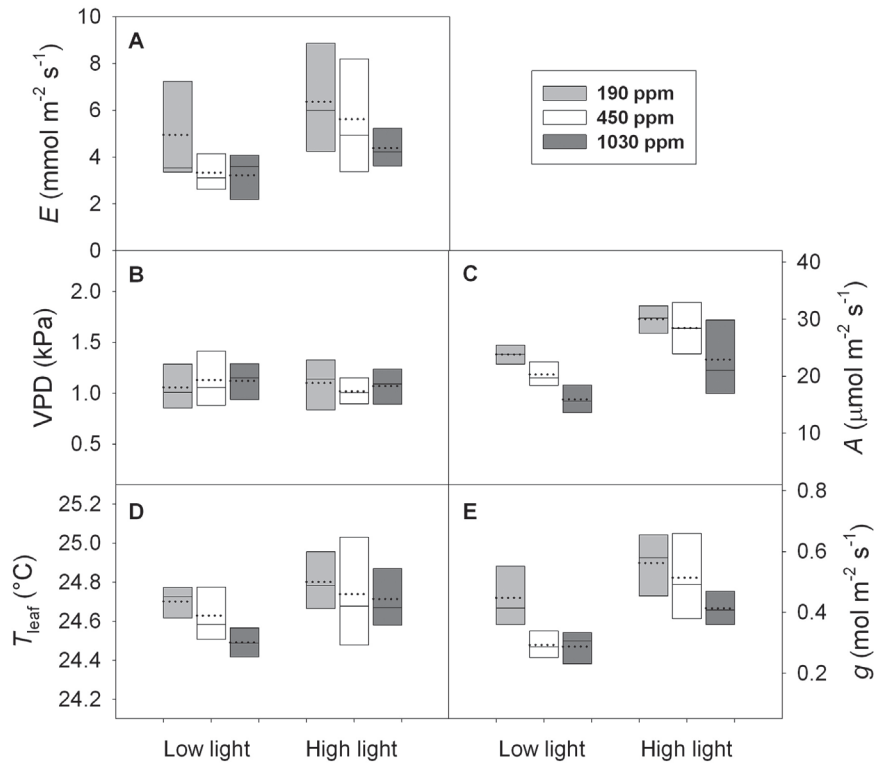 A
E (mmol m⁻² s⁻¹)
10
8
6
4
2
0
190 ppm
450 ppm
1030 ppm
B
VPD (kPa)
2.0
1.5
1.0
0.5
C
40
30
20
10
A (μmol m⁻² s⁻¹)
D
T leaf (°C)
25.2
25.0
24.8
24.6
24.4
24.2
E
0.8
0.6
0.4
0.2
g (mol m⁻² s⁻¹)
Low light High light Low light High light